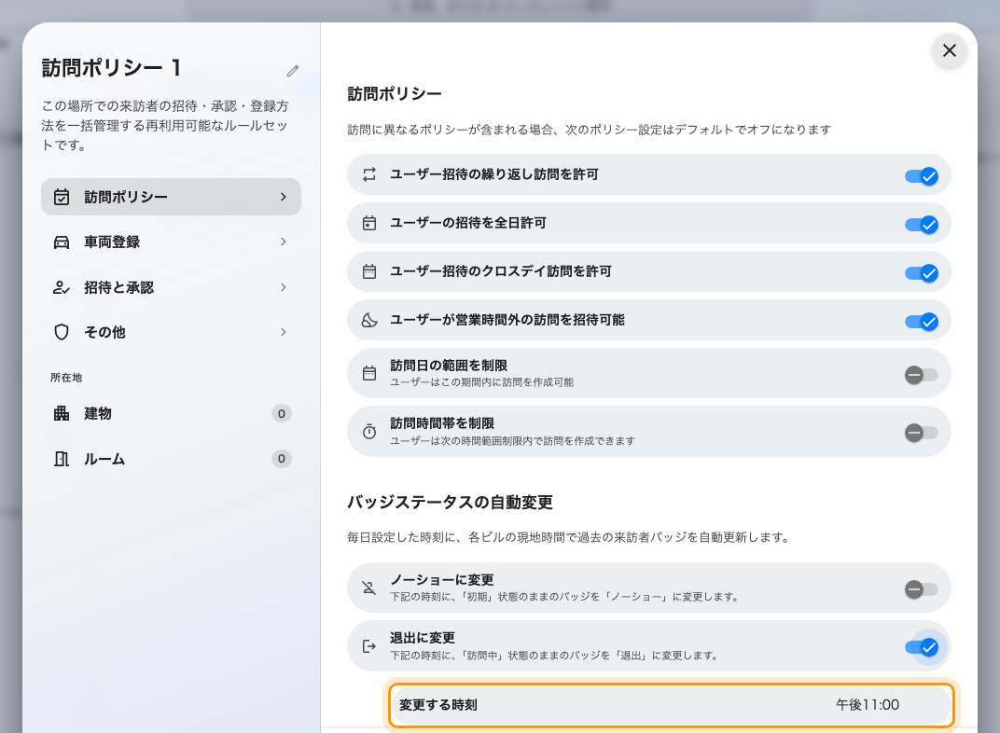 訪問ポリシー 1
この場所での来訪者の招待・承認・登録方
法を一括管理する再利用可能なルールセッ
トです。
訪問ポリシー
車両登録
招待と承認
その他
所在地
建物 0
ルーム 0
訪問ポリシー
訪問に異なるポリシーが含まれる場合、次のポリシー設定はデフォルトでオフになります
ユーザー招待の繰り返し訪問を許可
ユーザーの招待を全日許可
ユーザー招待のクロスデイ訪問を許可
ユーザーが営業時間外の訪問を招待可能
訪問日の範囲を制限
ユーザーはこの期間内に訪問を作成可能
訪問時間帯を制限
ユーザーは次の時間範囲制限内で訪問を作成できます
バッジステータスの自動変更
毎日設定した時刻に、各ビルの現地時間で過去の来訪者バッジを自動更新します。
ノーショーに変更
下記の時刻に、「初期」状態のままのバッジを「ノーショー」に変更します。
退出に変更
下記の時刻に、「訪問中」状態のままのバッジを「退出」に変更します。
変更する時刻 午後11:00